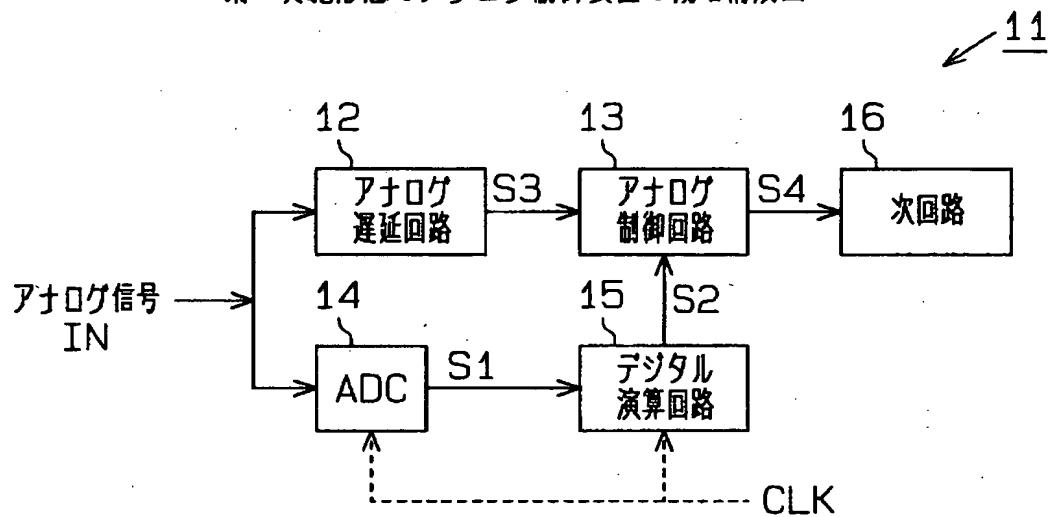 11
12
13
16
アナログ
遅延回路
S3
アナログ
制御回路
S4
次回路
アナログ信号
IN
14
15
S2
ADC
S1
デジタル
演算回路
CLK